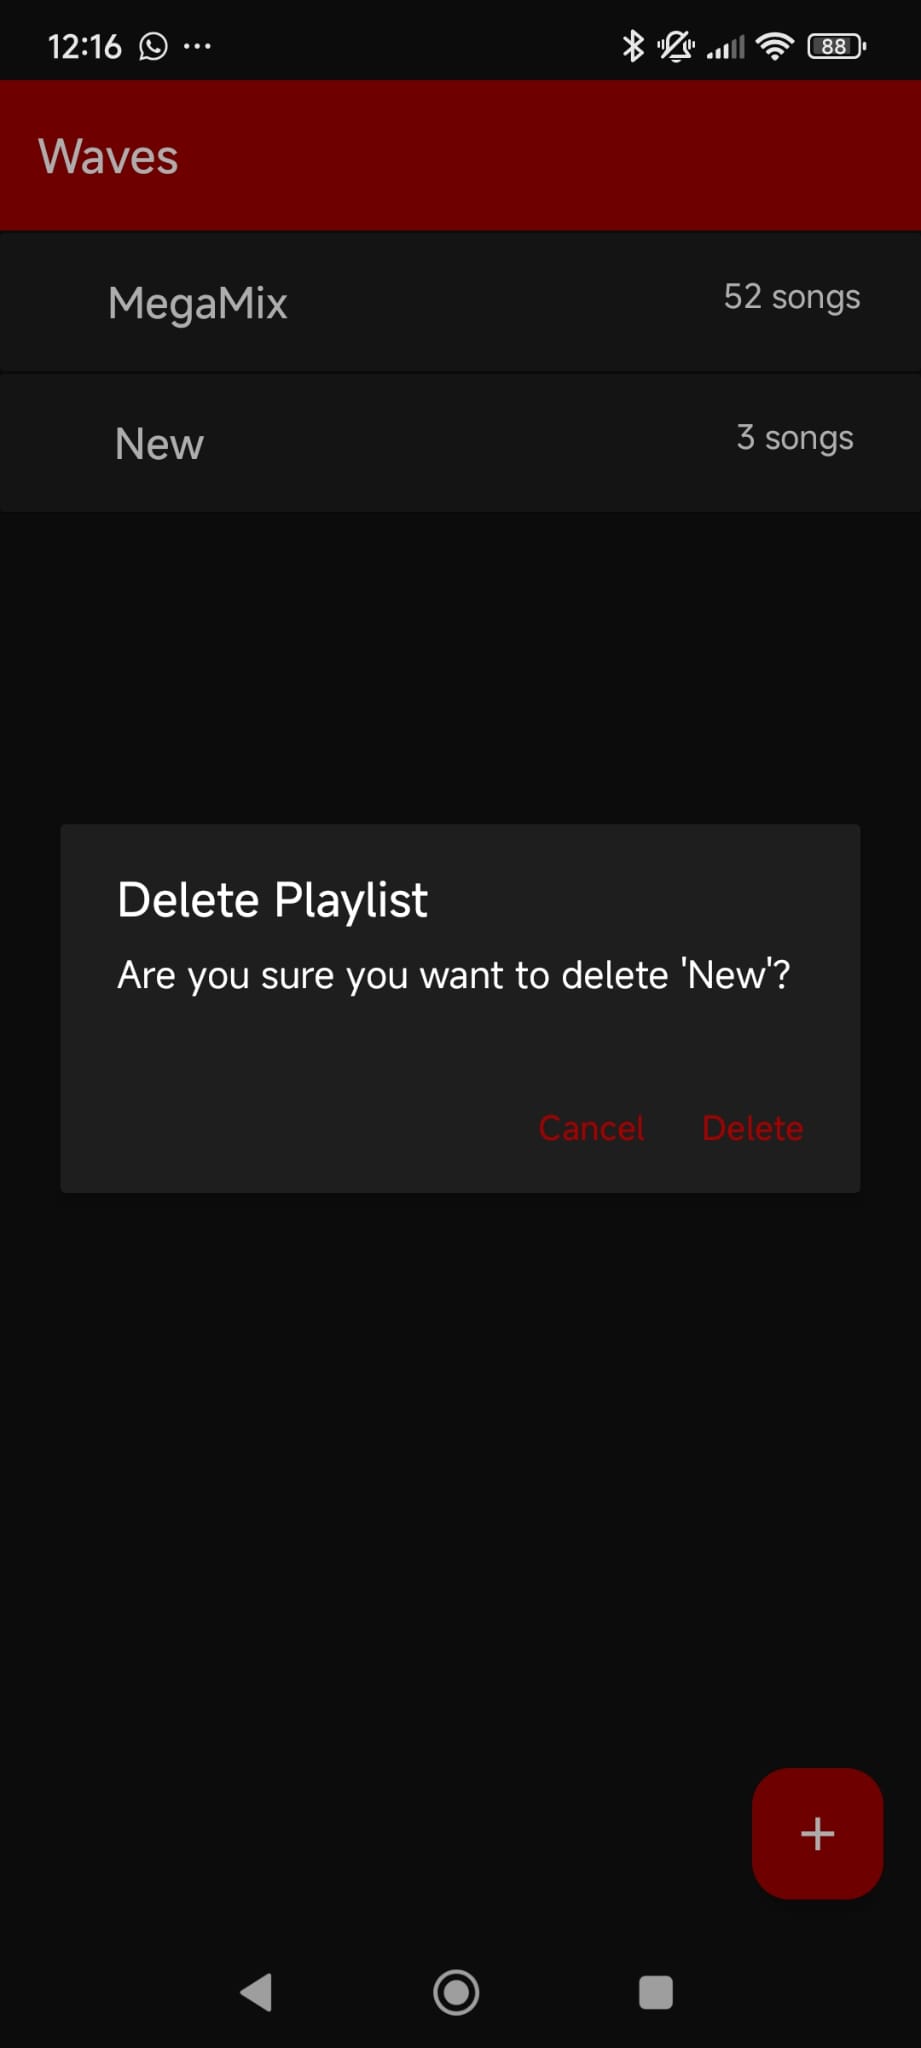 12:16
88
Waves
MegaMix 52 songs
New 3 songs
Delete Playlist
Are you sure you want to delete 'New'?
Cancel Delete
+